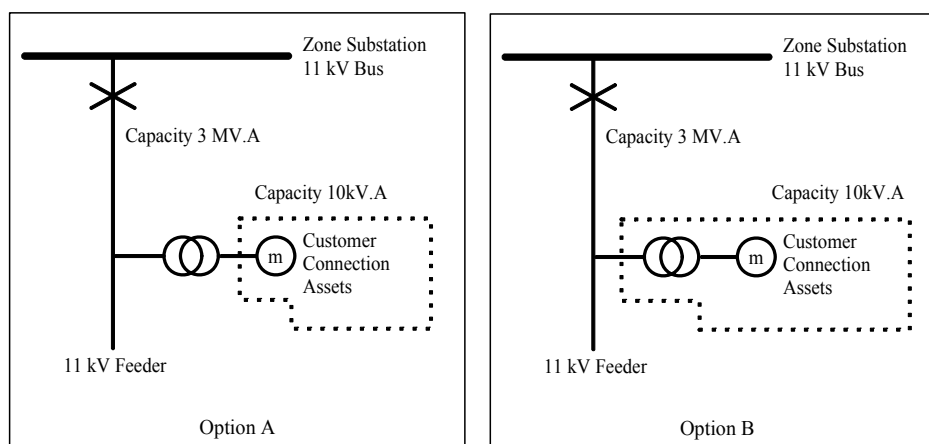 Zone Substation
11 kV Bus
Capacity 3 MV.A
Capacity 10kV.A
m
Customer
Connection
Assets
11 kV Feeder
Option A
Zone Substation
11 kV Bus
Capacity 3 MV.A
Capacity 10kV.A
m
Customer
Connection
Assets
11 kV Feeder
Option B